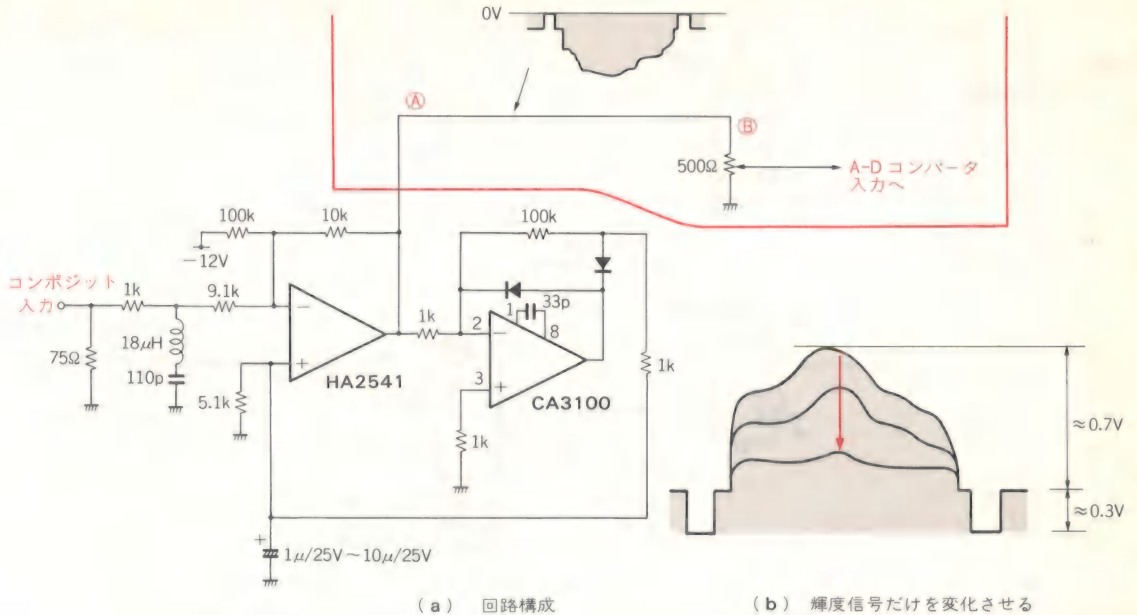 0V
Ⓐ
Ⓑ
500Ω
A-D コンバータ
入力へ
100k
10k
100k
−12V
コンポジット
入力
1k
9.1k
33p
1
8
1k
2
−
−
18μH
75Ω
110p
+
3
+
1k
HA2541
5.1k
CA3100
1k
≈0.7V
≈0.3V
+
1μ/25V～10μ/25V
(a) 回路構成
(b) 輝度信号だけを変化させる